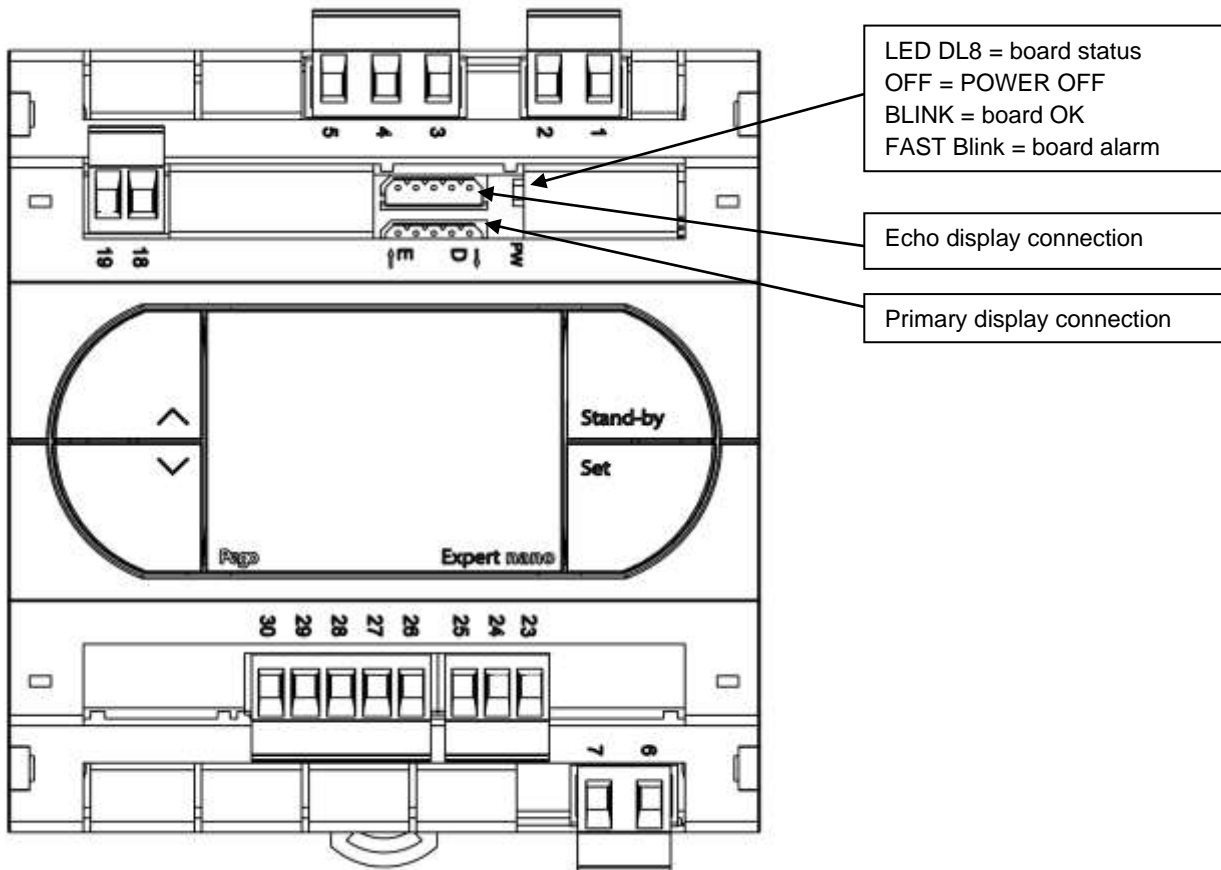 5 4 3 2 1
LED DL8 = board status
OFF = POWER OFF
BLINK = board OK
FAST Blink = board alarm
19 18
↑E D↓ PW
Echo display connection
Primary display connection
Stand-by
Set
Pego Expert nano
30 29 28 27 26 25 24 23
7 6